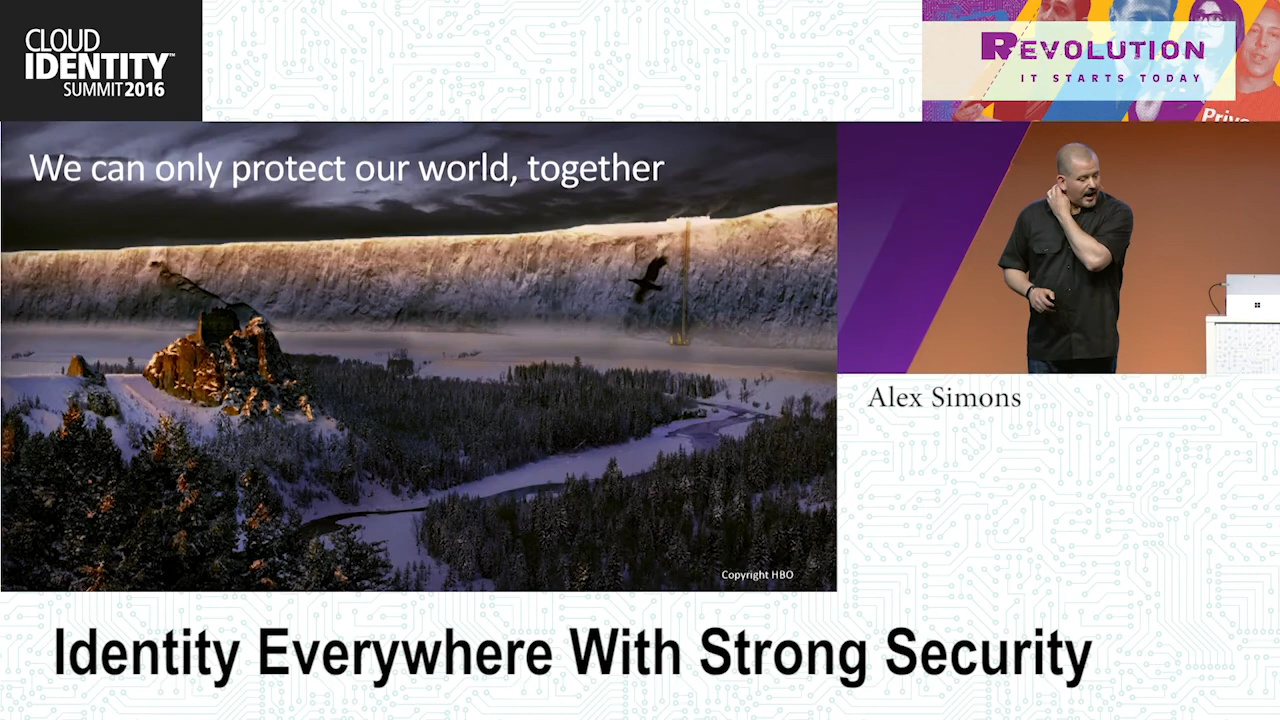 CLOUD
IDENTITY™
SUMMIT 2016
REVOLUTION
IT STARTS TODAY
We can only protect our world, together
Alex Simons
Copyright HBO
Identity Everywhere With Strong Security